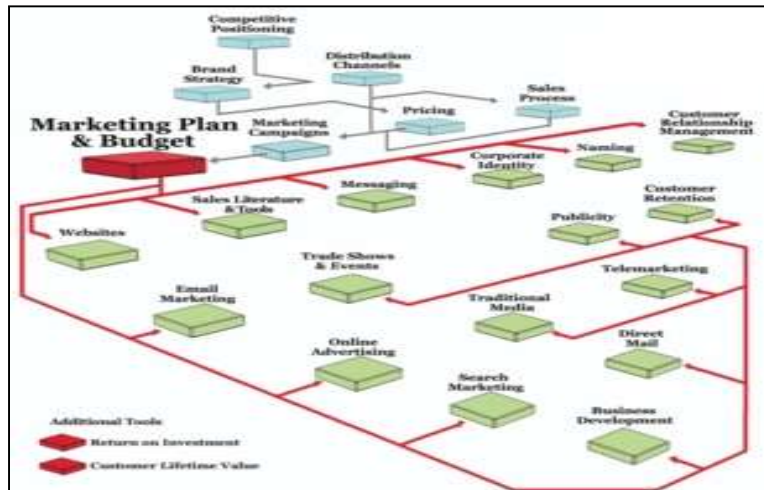 Competitive
Positioning
Distribution
Channels
Brand
Strategy
Sales
Process
Pricing
Marketing
Campaigns
Marketing Plan
& Budget
Customer
Relationship
Management
Naming
Corporate
Identity
Messaging
Sales Literature
& Tools
Websites
Customer
Retention
Publicity
Trade Shows
& Events
Telemarketing
Email
Marketing
Traditional
Media
Online
Advertising
Direct
Mail
Search
Marketing
Business
Development
Additional Tools
Return on Investment
Customer Lifetime Value